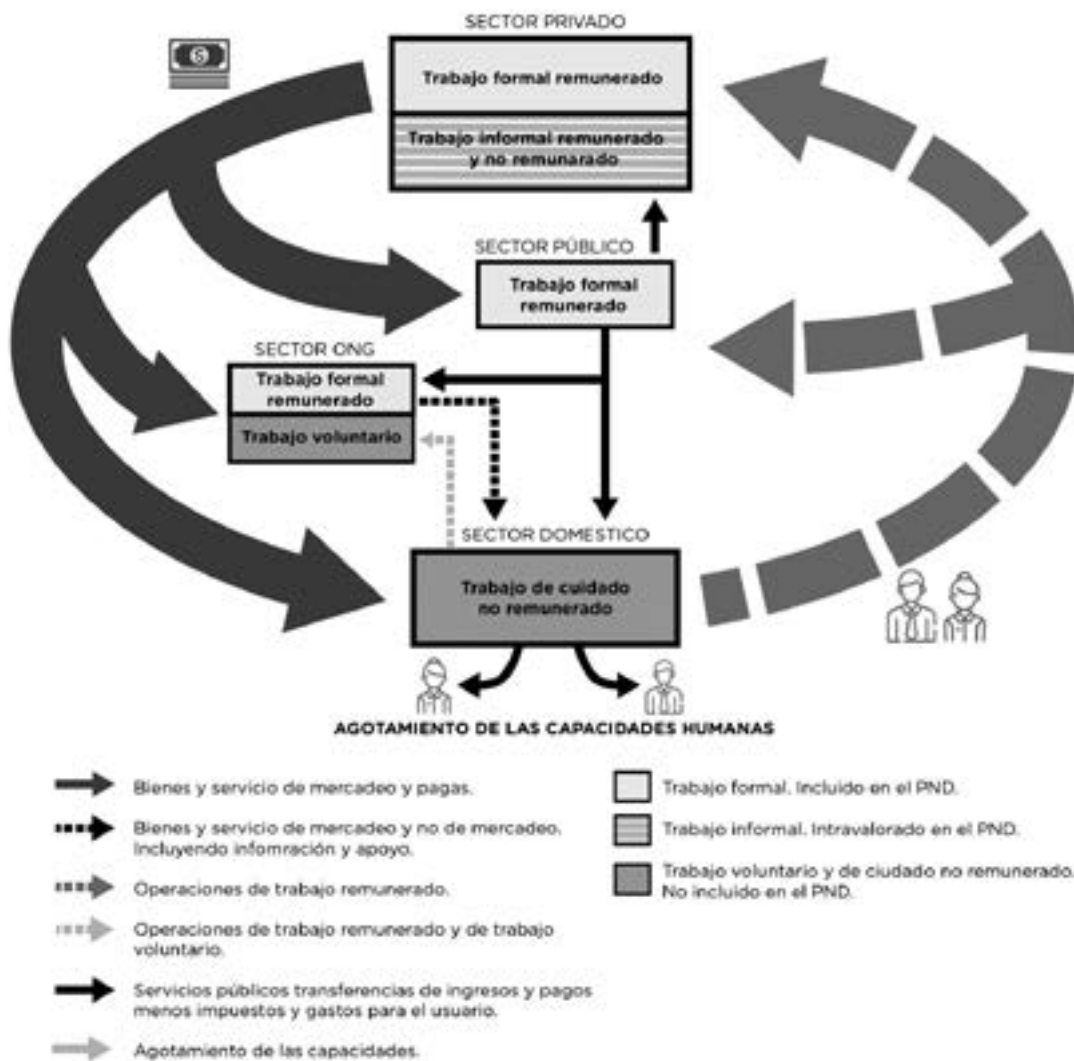 SECTOR PRIVADO
$
Trabajo formal remunerado
Trabajo informal remunerado
y no remunarado
SECTOR PÚBLICO
Trabajo formal
remunerado
SECTOR ONG
Trabajo formal
remunerado
Trabajo voluntario
SECTOR DOMESTICO
Trabajo de cuidado
no remunerado
AGOTAMIENTO DE LAS CAPACIDADES HUMANAS
Bienes y servicio de mercadeo y pagas.
Bienes y servicio de mercadeo y no de mercadeo.
Incluyendo infomración y apoyo.
Operaciones de trabajo remunerado.
Operaciones de trabajo remunerado y de trabajo
voluntario.
Servicios públicos transferencias de ingresos y pagos
menos impuestos y gastos para el usuario.
Agotamiento de las capacidades.
Trabajo formal. Incluido en el PND.
Trabajo informal. Intravalorado en el PND.
Trabajo voluntario y de ciudado no remunerado.
No incluido en el PND.